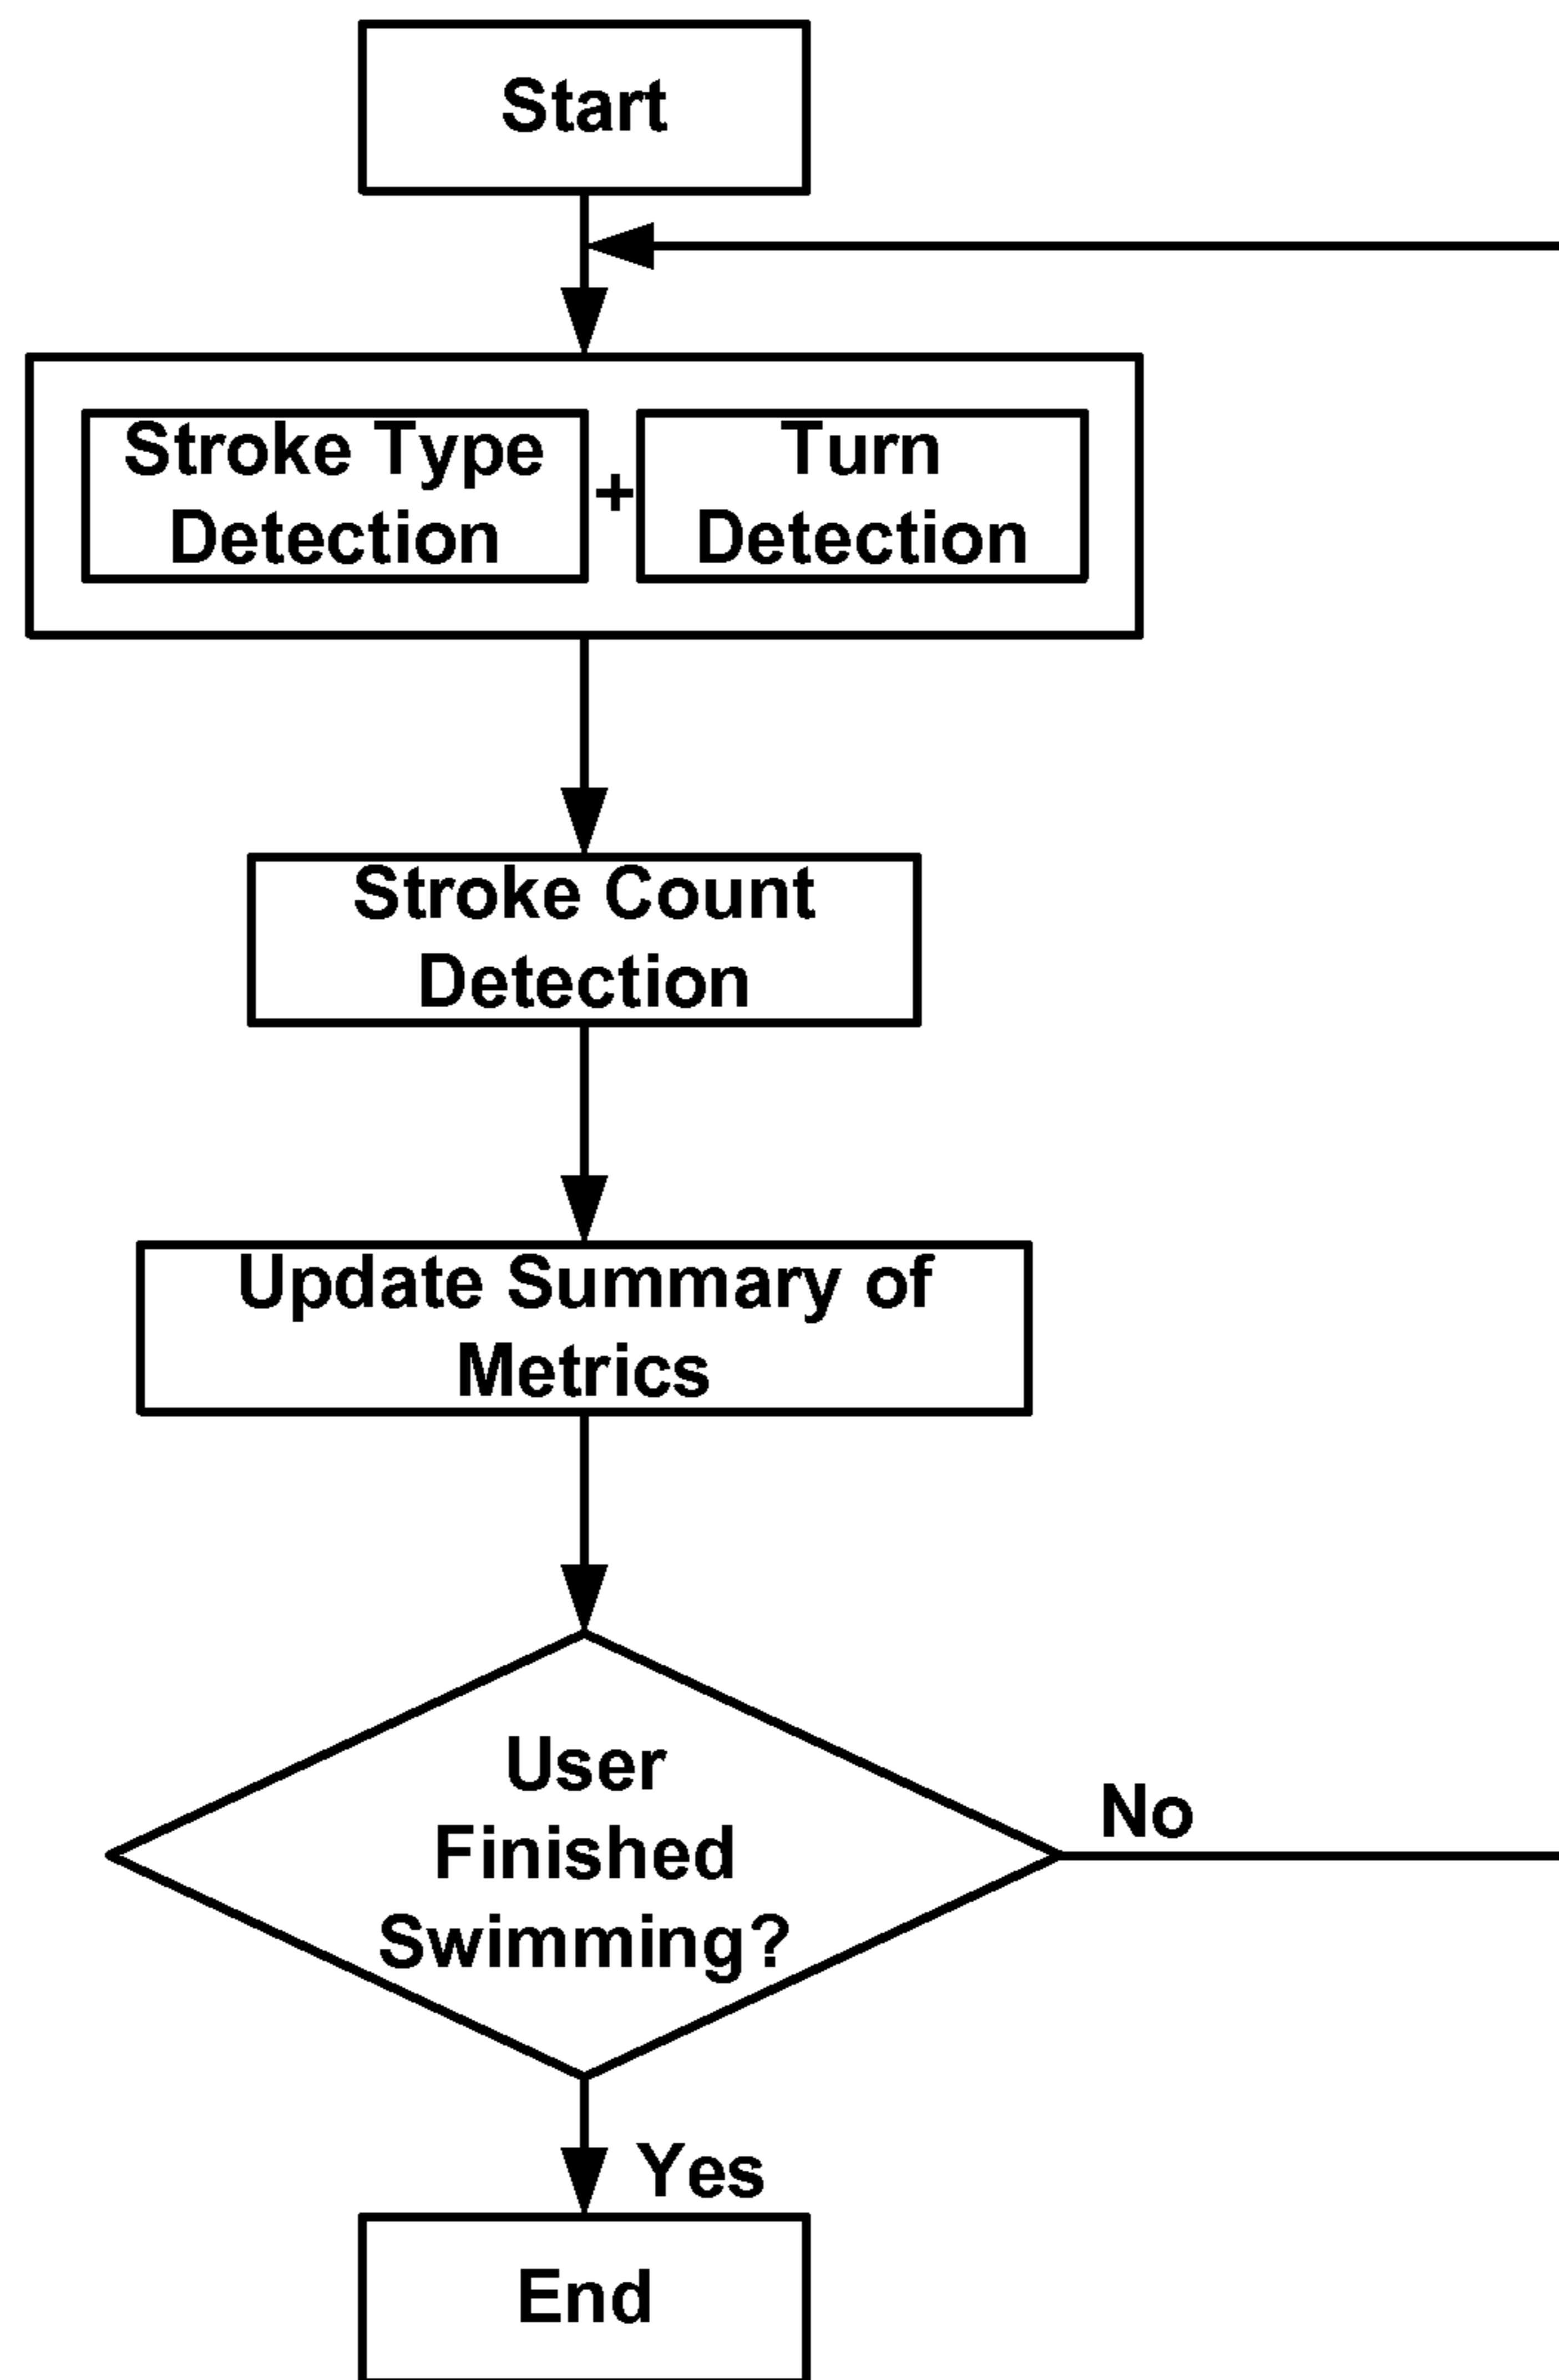 Start
Stroke Type
Detection
+
Turn
Detection
Stroke Count
Detection
Update Summary of
Metrics
User
Finished
Swimming?
No
Yes
End